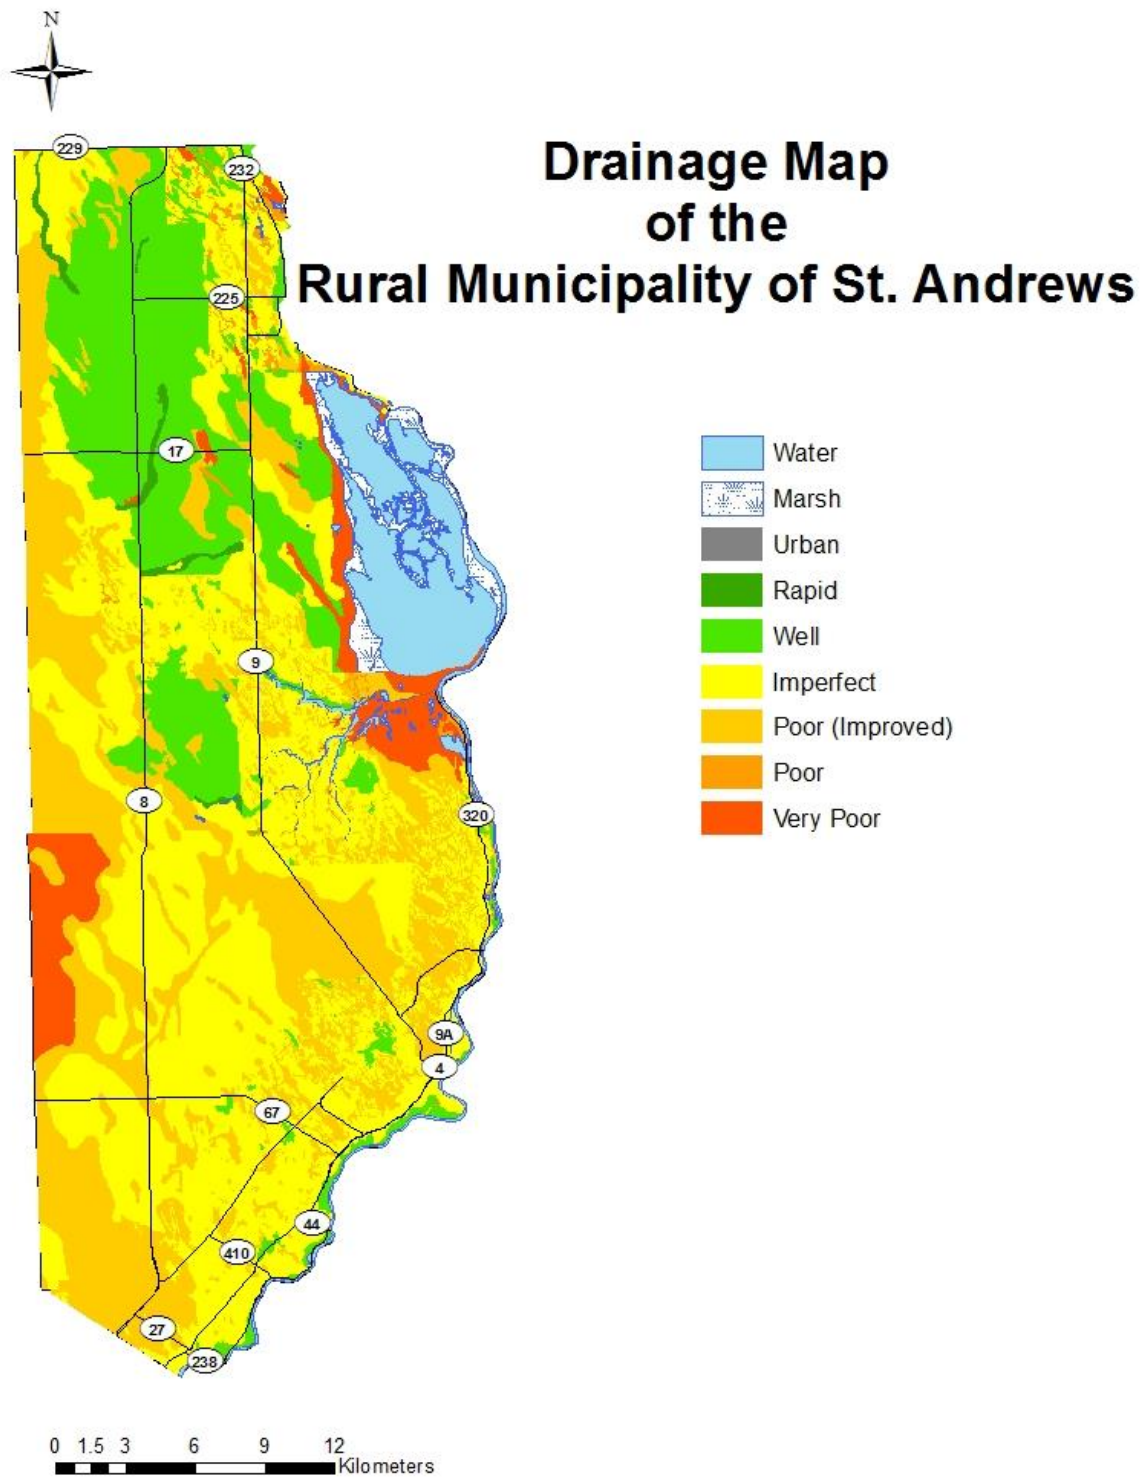 N
Drainage Map
of the
Rural Municipality of St. Andrews
229
232
225
17
9
8
320
9A
4
67
44
410
27
238
Water
Marsh
Urban
Rapid
Well
Imperfect
Poor (Improved)
Poor
Very Poor
0 1.5 3 6 9 12
Kilometers